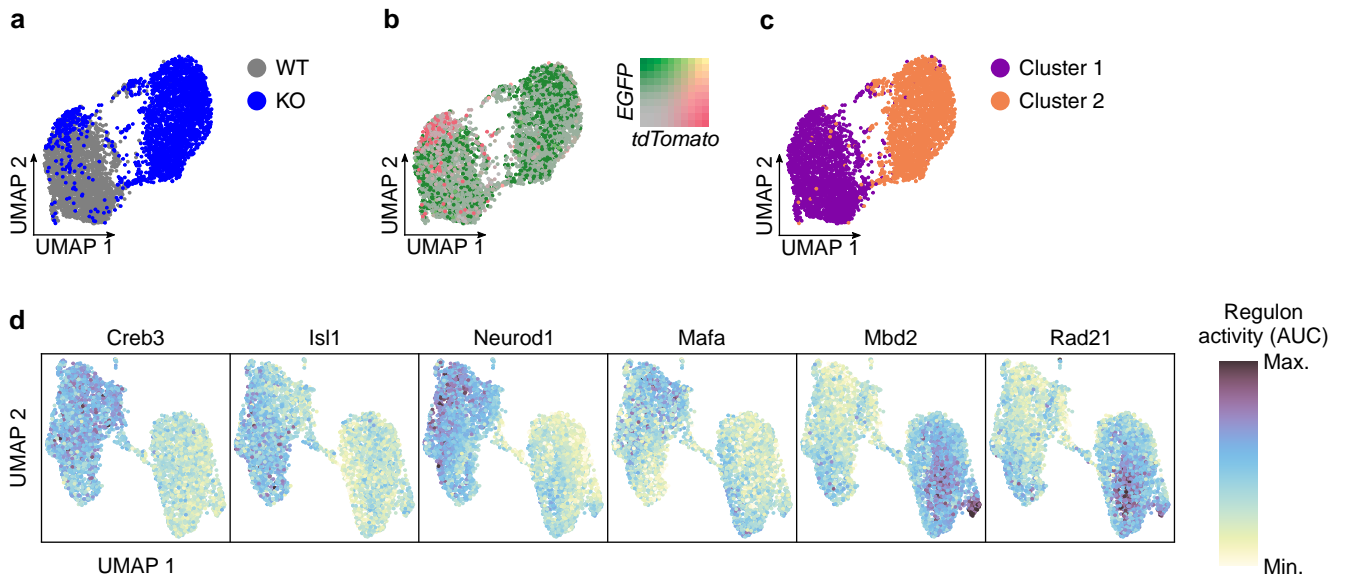 a
WT
KO
UMAP 2
UMAP 1
b
EGFP
tdTomato
UMAP 2
UMAP 1
c
Cluster 1
Cluster 2
UMAP 2
UMAP 1
d
Creb3
Isl1
Neurod1
Mafa
Mbd2
Rad21
UMAP 2
UMAP 1
Regulon
activity (AUC)
Max.
Min.